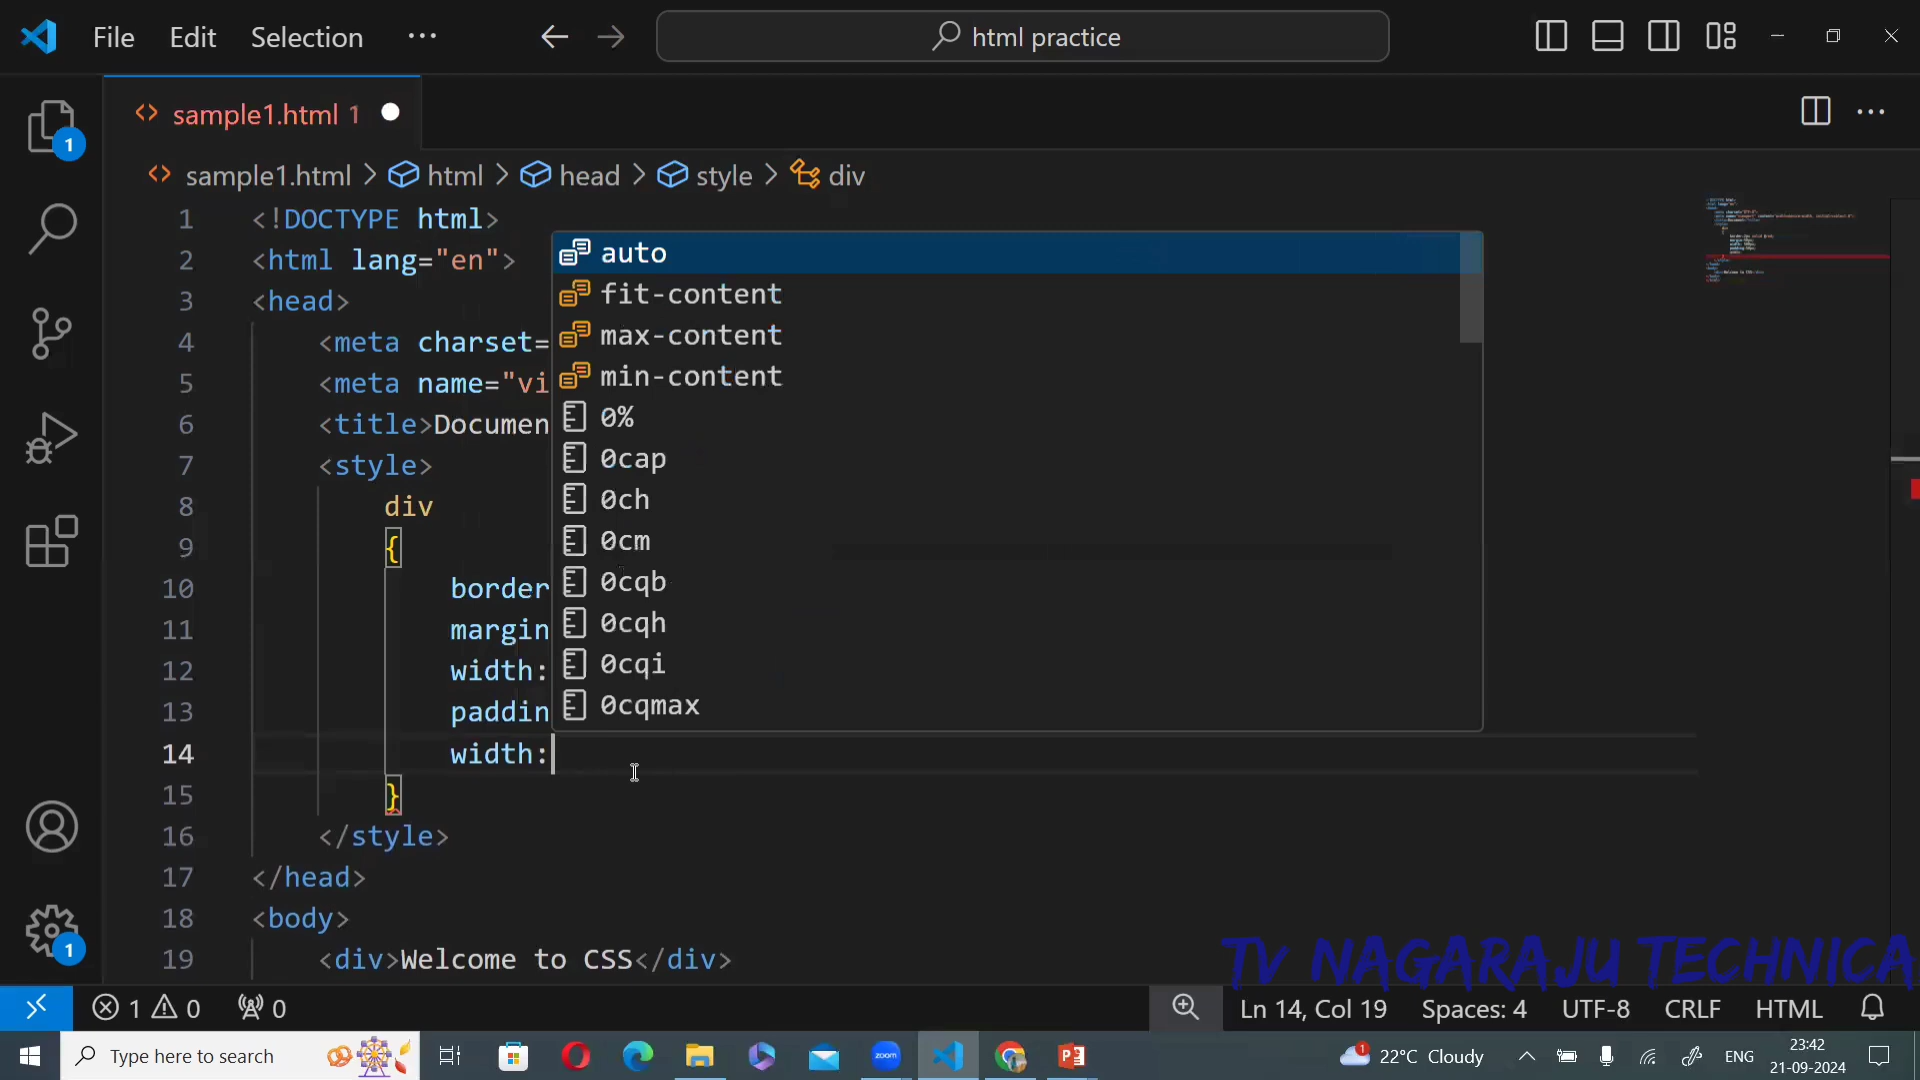 File Edit Selection ··· html practice
sample1.html 1
sample1.html > html > head > style > div
1 <!DOCTYPE html>
2 <html lang="en">
3 <head>
4 <meta charset=
5 <meta name="vi
6 <title>Documen
7 <style>
8 div
9 {
10 border
11 margin
12 width:
13 paddin
14 width:
15 }
16 </style>
17 </head>
18 <body>
19 <div>Welcome to CSS</div>
auto
fit-content
max-content
min-content
0%
0cap
0ch
0cm
0cqb
0cqh
0cqi
0cqmax
1
1
TV NAGARAJU TECHNICA
1 0 0 Ln 14, Col 19 Spaces: 4 UTF-8 CRLF HTML
Type here to search zoom 1 22°C Cloudy ENG 23:42
21-09-2024